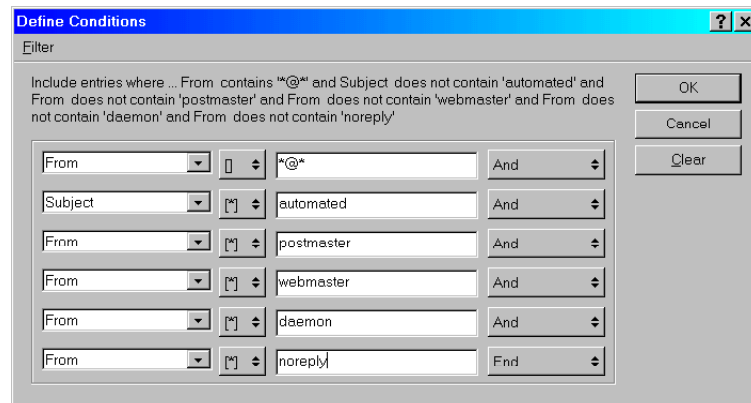 Define Conditions
Filter
Include entries where ... From contains '*@*' and Subject does not contain 'automated' and
From does not contain 'postmaster' and From does not contain 'webmaster' and From does
not contain 'daemon' and From does not contain 'noreply'
OK
Cancel
Clear
From [] *@* And
Subject [*] automated And
From [*] postmaster And
From [*] webmaster And
From [*] daemon And
From [*] noreply End